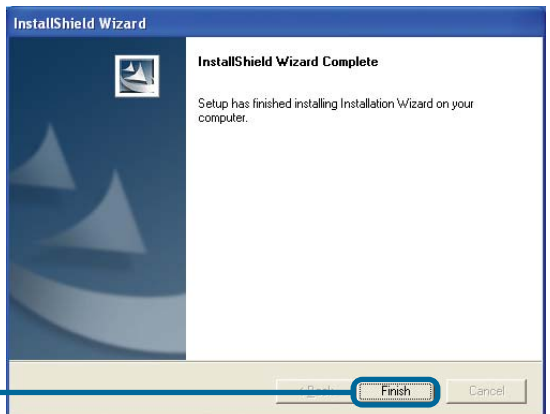 InstallShield Wizard
InstallShield Wizard Complete
Setup has finished installing Installation Wizard on your
computer.
< Back
Finish
Cancel